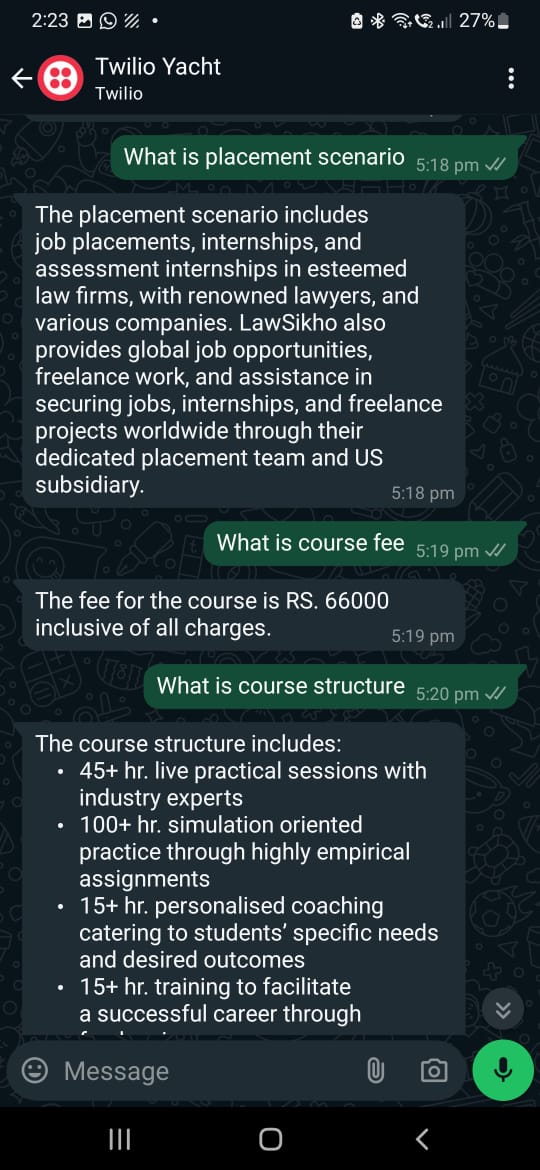 2:23
27%
Twilio Yacht
Twilio
What is placement scenario 5:18 pm
The placement scenario includes
job placements, internships, and
assessment internships in esteemed
law firms, with renowned lawyers, and
various companies. LawSikho also
provides global job opportunities,
freelance work, and assistance in
securing jobs, internships, and freelance
projects worldwide through their
dedicated placement team and US
subsidiary.
5:18 pm
What is course fee 5:19 pm
The fee for the course is RS. 66000
inclusive of all charges.
5:19 pm
What is course structure 5:20 pm
The course structure includes:
• 45+ hr. live practical sessions with
industry experts
• 100+ hr. simulation oriented
practice through highly empirical
assignments
• 15+ hr. personalised coaching
catering to students’ specific needs
and desired outcomes
• 15+ hr. training to facilitate
a successful career through
Message